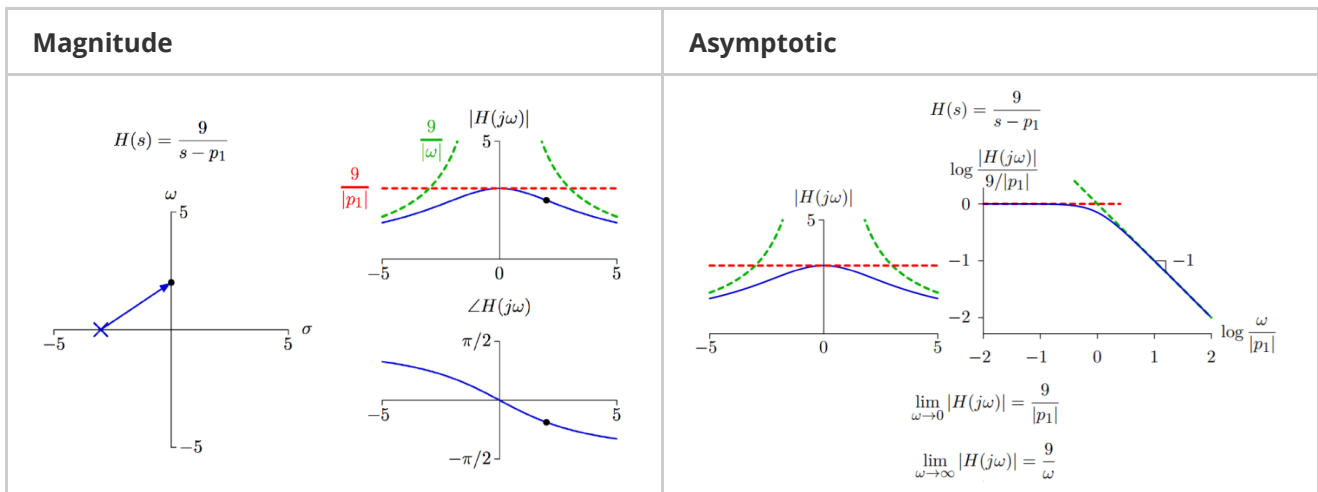 Magnitude
H(s) = 9/(s − p₁)
ω
5
−5
5
σ
−5
|H(jω)|
9/|ω|
5
9/|p₁|
−5
0
5
∠H(jω)
π/2
−5
5
−π/2
Asymptotic
H(s) = 9/(s − p₁)
|H(jω)|
5
−5
0
5
log |H(jω)|/(9/|p₁|)
0
−1
−1
−2
log ω/|p₁|
−2 −1 0 1 2
lim ω→0 |H(jω)| = 9/|p₁|
lim ω→∞ |H(jω)| = 9/ω